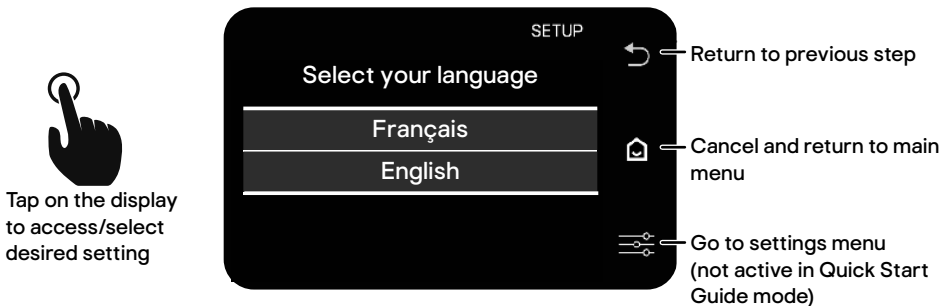 SETUP
Select your language
Français
English
Tap on the display
to access/select
desired setting
Return to previous step
Cancel and return to main
menu
Go to settings menu
(not active in Quick Start
Guide mode)